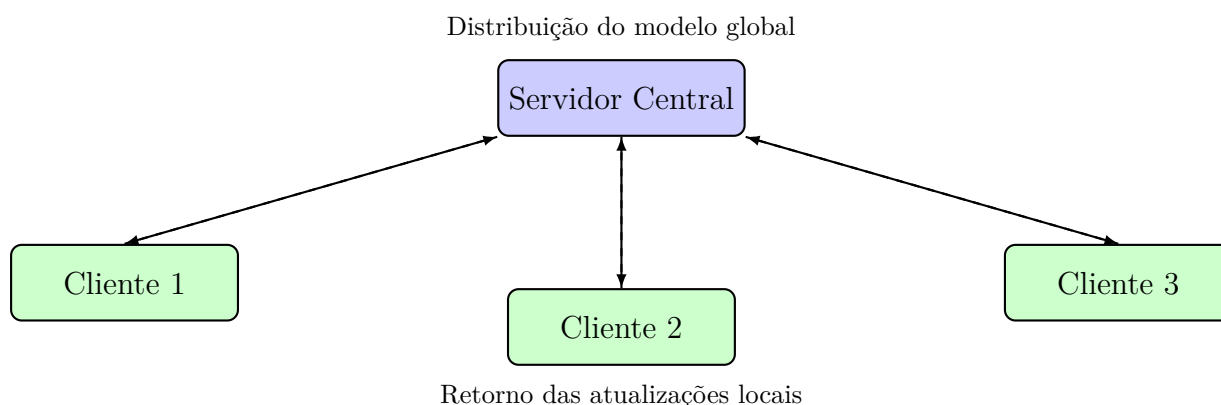 Distribuição do modelo global
Servidor Central
Cliente 1
Cliente 2
Cliente 3
Retorno das atualizações locais